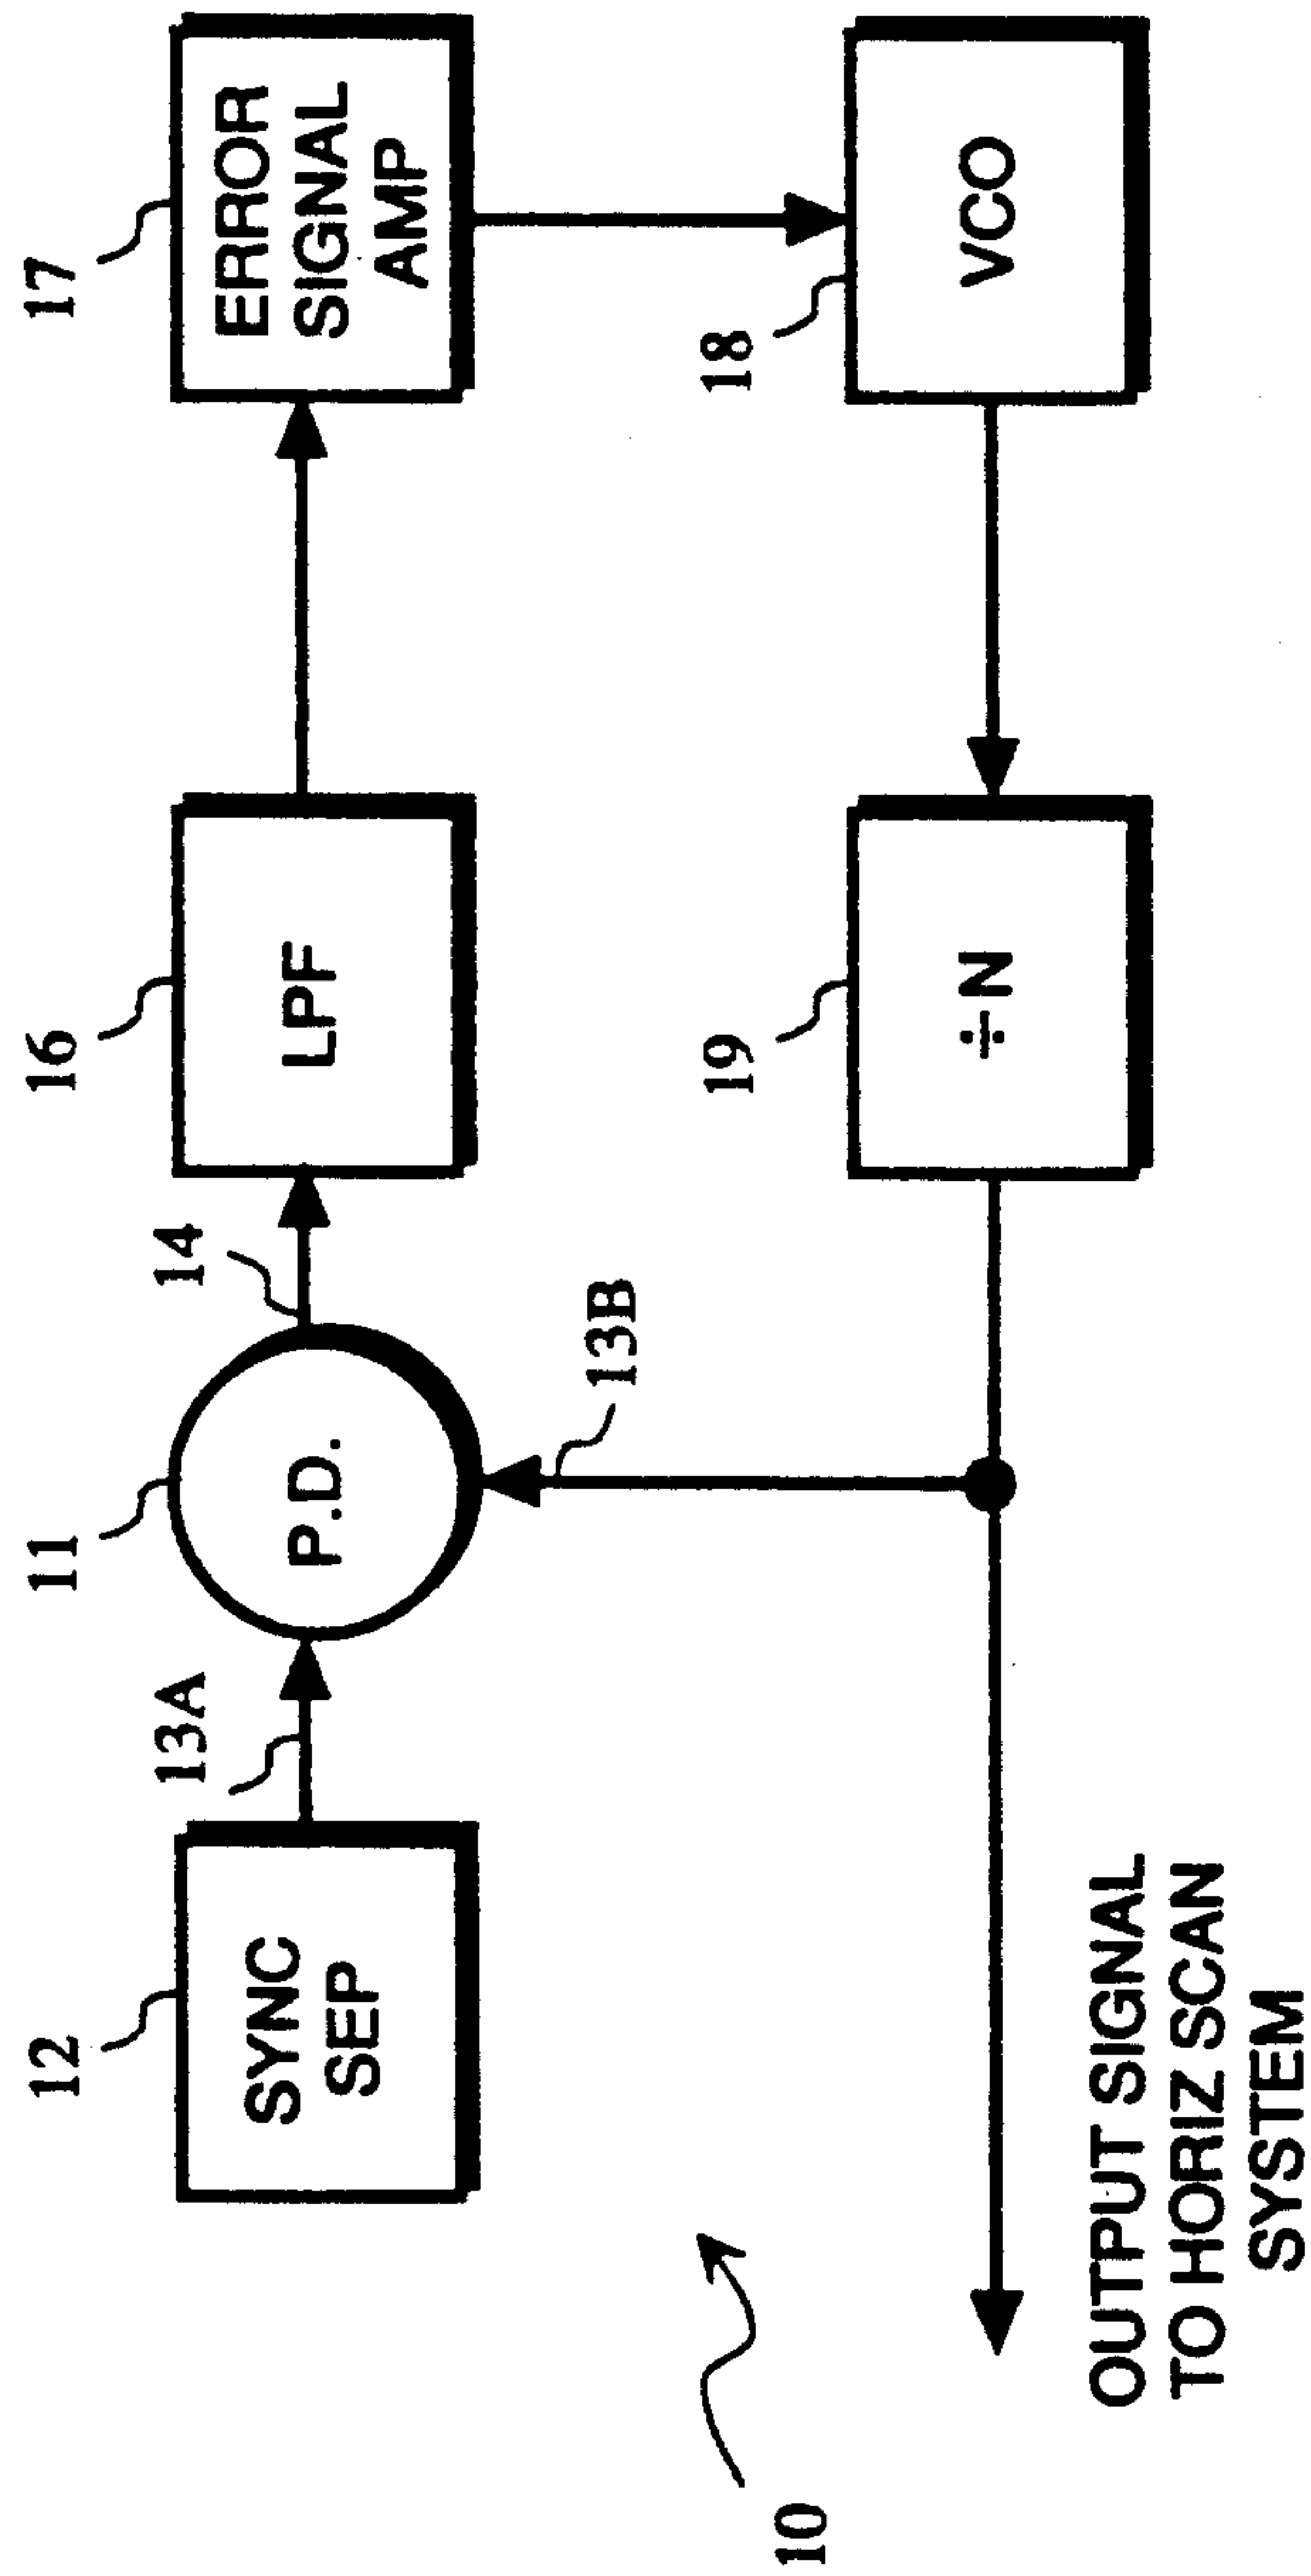 11
16
17
12
13A
14
SYNC
SEP
P.D.
LPF
ERROR
SIGNAL
AMP
13B
10
19
18
÷N
VCO
OUTPUT SIGNAL
TO HORIZ SCAN
SYSTEM